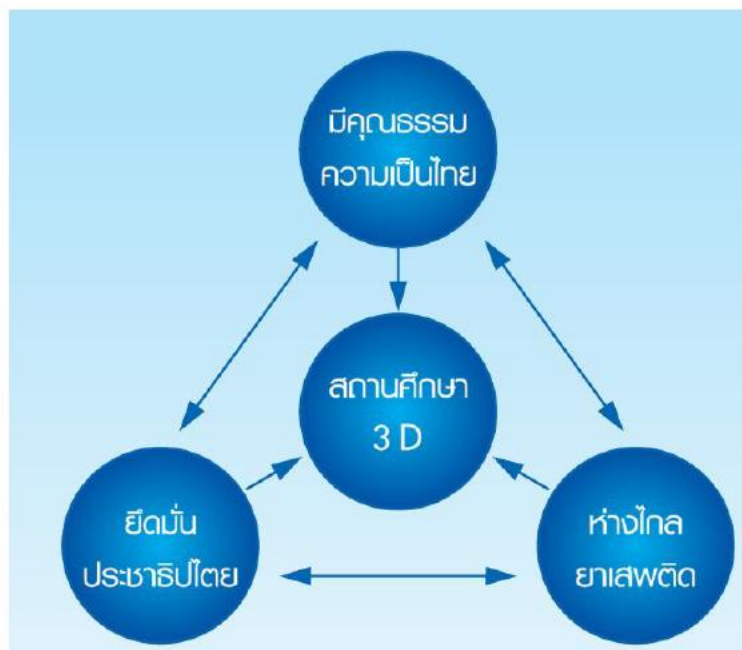 มีคุณธรรม
ความเป็นไทย
สถานศึกษา
3 D
ยึดมั่น
ประชาธิปไตย
ห่างไกล
ยาเสพติด